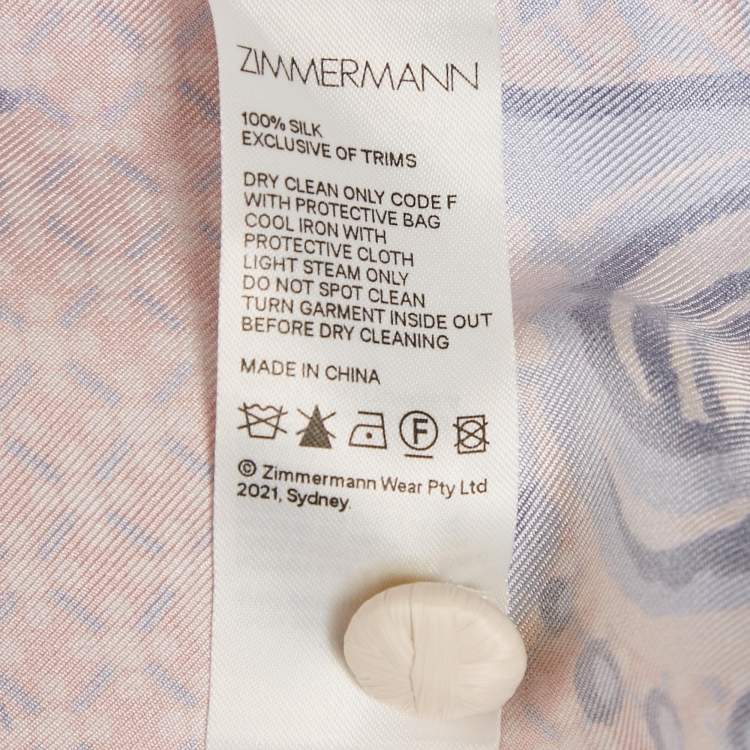 ZIMMERMANN
100% SILK
EXCLUSIVE OF TRIMS
DRY CLEAN ONLY CODE F
WITH PROTECTIVE BAG
COOL IRON WITH
PROTECTIVE CLOTH
LIGHT STEAM ONLY
DO NOT SPOT CLEAN
TURN GARMENT INSIDE OUT
BEFORE DRY CLEANING
MADE IN CHINA
F
© Zimmermann Wear Pty Ltd
2021, Sydney.